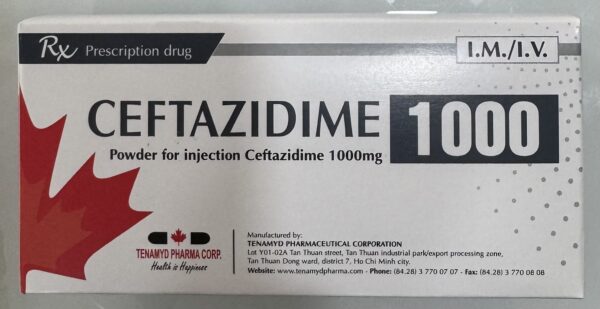 Rx Prescription drug
I.M./I.V.
CEFTAZIDIME 1000
Powder for injection Ceftazidime 1000mg
TENAMYD PHARMA CORP.
Health is Happiness
Manufactured by:
TENAMYD PHARMACEUTICAL CORPORATION
Lot Y01-02A Tan Thuan street, Tan Thuan industrial park/export processing zone,
Tan Thuan Dong ward, district 7, Ho Chi Minh city.
Website: www.tenamydpharma.com - Phone: (84.28) 3 770 07 07 - Fax: (84.28) 3 770 08 08